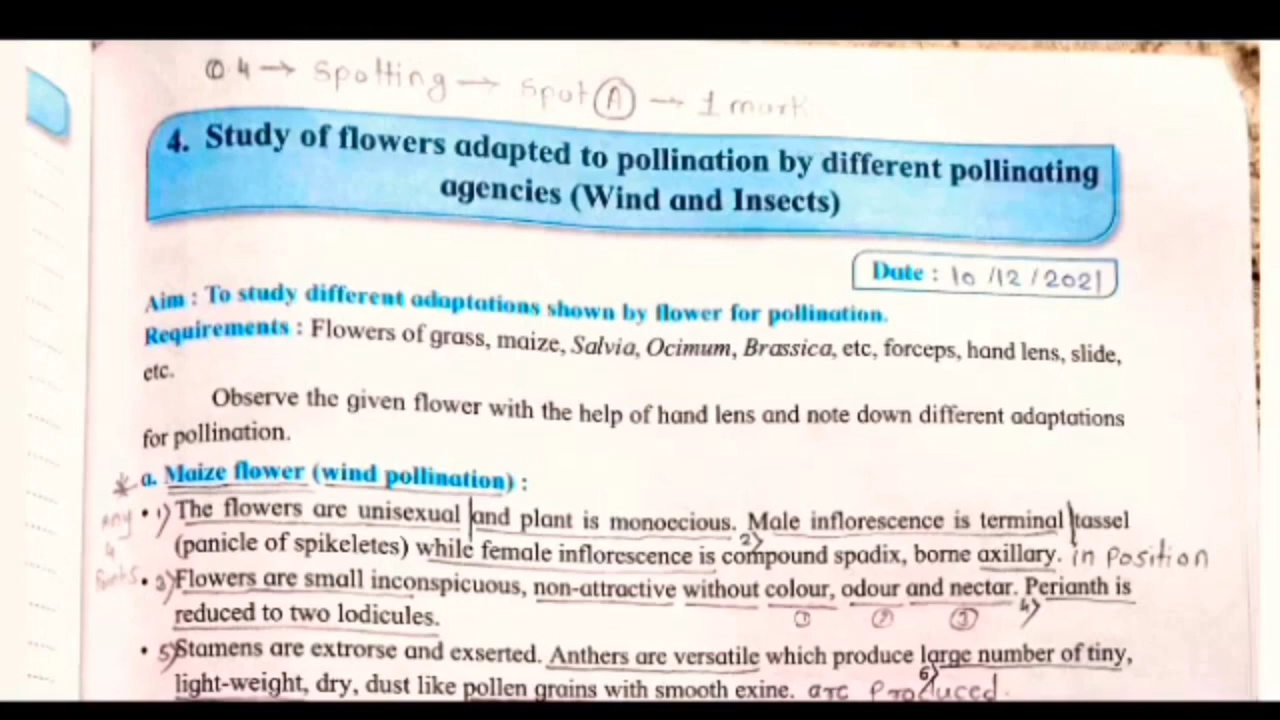 Q.4 → Spotting → Spot (A) → 1 mark
4. Study of flowers adapted to pollination by different pollinating
agencies (Wind and Insects)
Date : 10 /12 / 2021
Aim : To study different adaptations shown by flower for pollination.
Requirements : Flowers of grass, maize, Salvia, Ocimum, Brassica, etc, forceps, hand lens, slide,
etc.
Observe the given flower with the help of hand lens and note down different adaptations
for pollination.
* a. Maize flower (wind pollination) :
any • 1) The flowers are unisexual and plant is monoecious. Male inflorescence is terminal tassel
4 (panicle of spikeletes) while female inflorescence is 2) compound spadix, borne axillary. in position
• 3) Flowers are small inconspicuous, non-attractive without colour, odour and nectar. Perianth is
reduced to two lodicules. ① ② ③ 4)
• 5) Stamens are extrorse and exserted. Anthers are versatile which produce large number of tiny,
light-weight, dry, dust like pollen grains with smooth exine. 6) are produced.